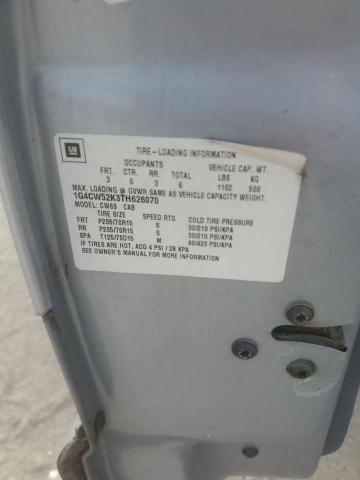 GM
TIRE-LOADING INFORMATION
OCCUPANTS VEHICLE CAP. WT.
FRT. CTR. RR. TOTAL LBS KG
3 0 3 6 1102 500
MAX. LOADING @ GVWR SAME AS VEHICLE CAPACITY WEIGHT.
1G4CW52K3TH626070
MODEL: CW69 CAB
TIRE SIZE SPEED RTG COLD TIRE PRESSURE
FRT P205/70R15 S 30/210 PSI/KPA
RR P205/70R15 S 30/210 PSI/KPA
SPA T125/70D15 M 60/420 PSI/KPA
IF TIRES ARE HOT, ADD 4 PSI / 28 KPA
SEE OWNER'S MANUAL FOR MORE INFORMATION